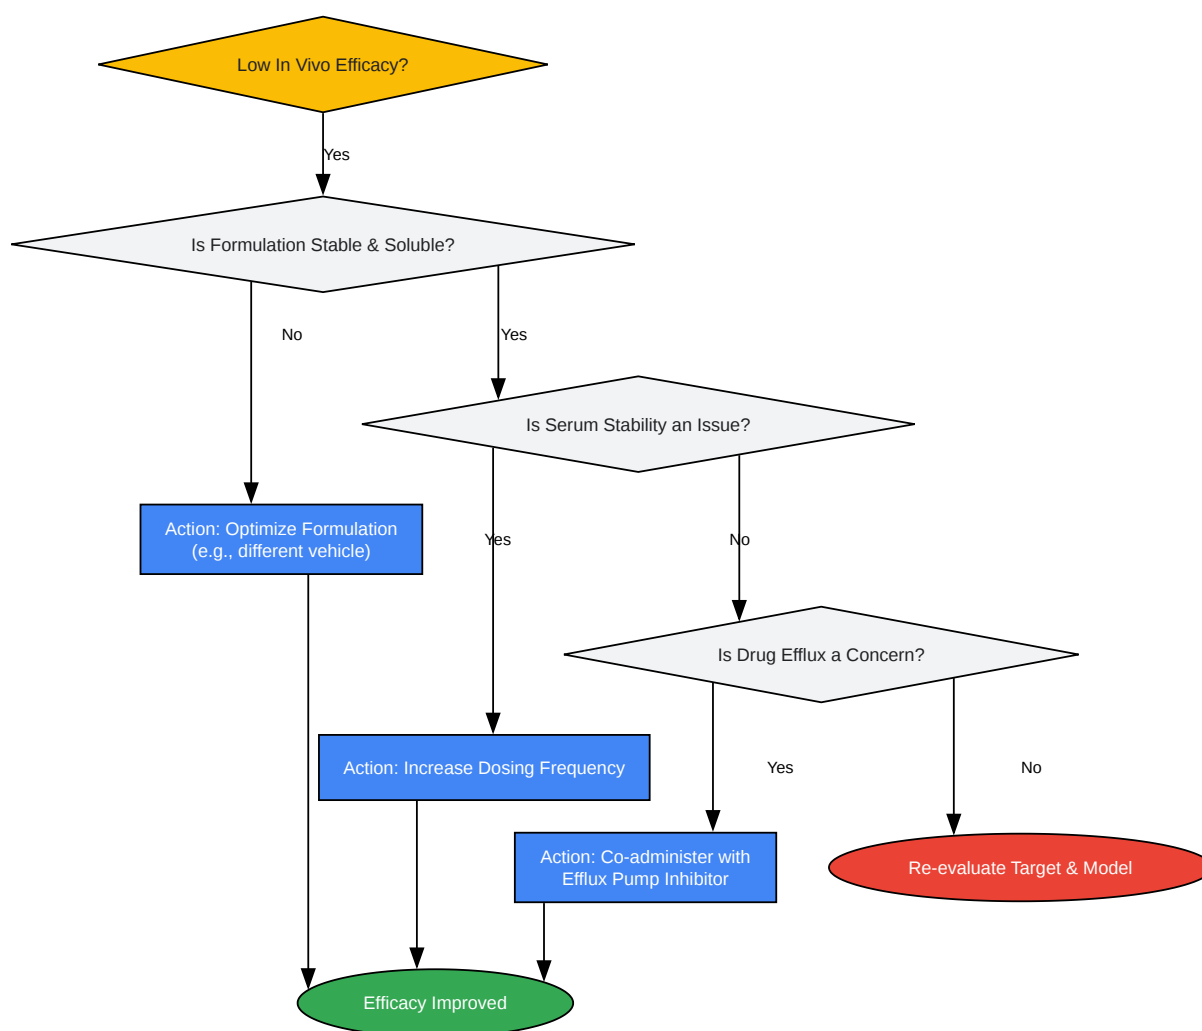 Low In Vivo Efficacy?
Yes
Is Formulation Stable & Soluble?
No
Yes
Is Serum Stability an Issue?
Action: Optimize Formulation
(e.g., different vehicle)
Yes
No
Is Drug Efflux a Concern?
Action: Increase Dosing Frequency
Yes
No
Action: Co-administer with
Efflux Pump Inhibitor
Re-evaluate Target & Model
Efficacy Improved